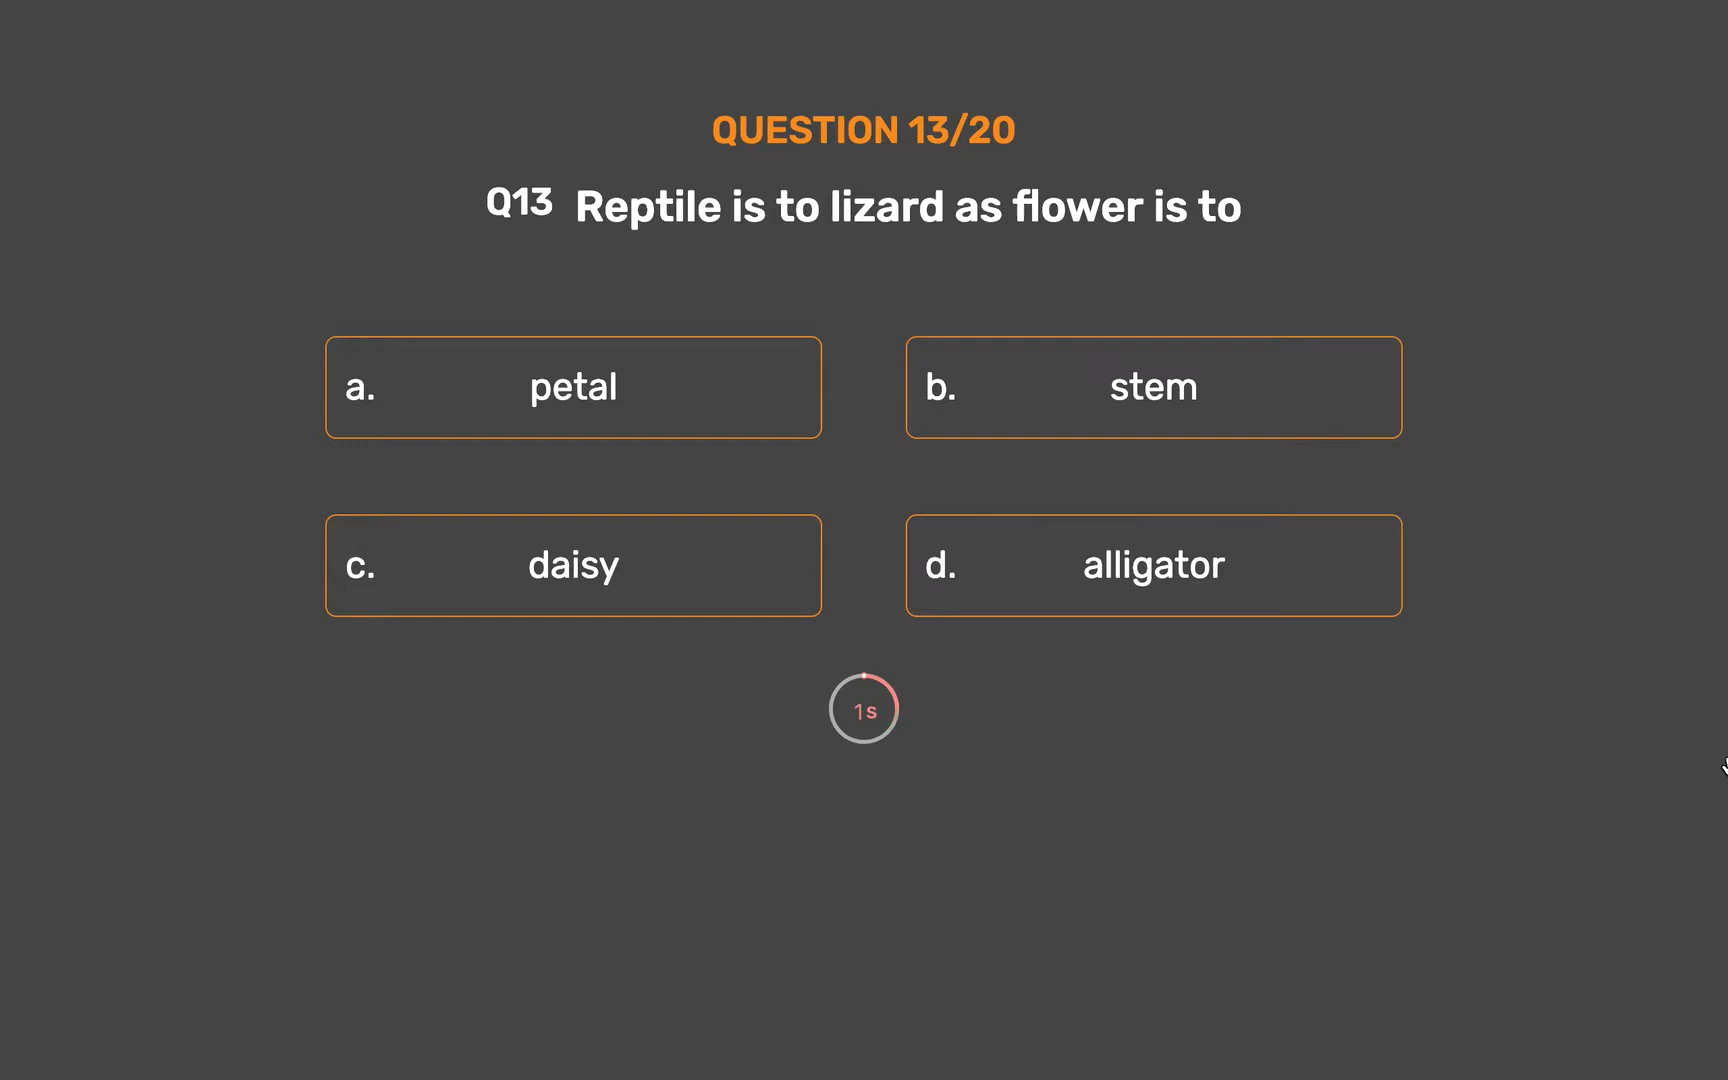 QUESTION 13/20
Q13 Reptile is to lizard as flower is to
a. petal
b. stem
c. daisy
d. alligator
1s